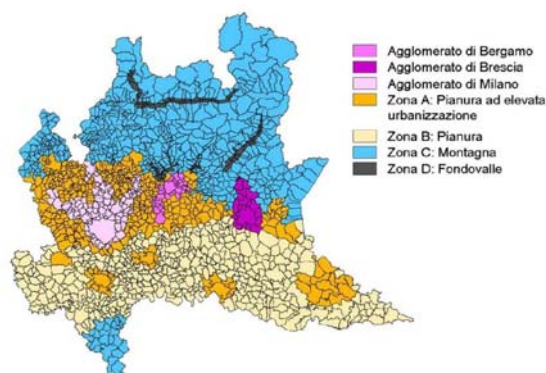 Agglomerato di Bergamo
Agglomerato di Brescia
Agglomerato di Milano
Zona A: Pianura ad elevata
urbanizzazione
Zona B: Pianura
Zona C: Montagna
Zona D: Fondovalle